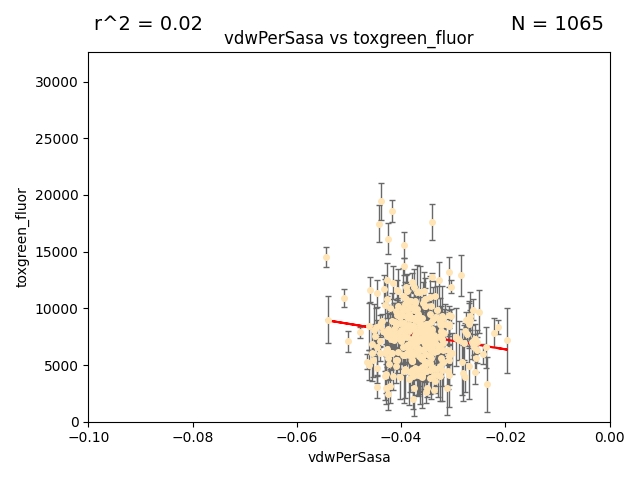 r^2 = 0.02
N = 1065
vdwPerSasa vs toxgreen_fluor
30000
25000
20000
15000
10000
5000
0
toxgreen_fluor
−0.10
−0.08
−0.06
−0.04
−0.02
0.00
vdwPerSasa